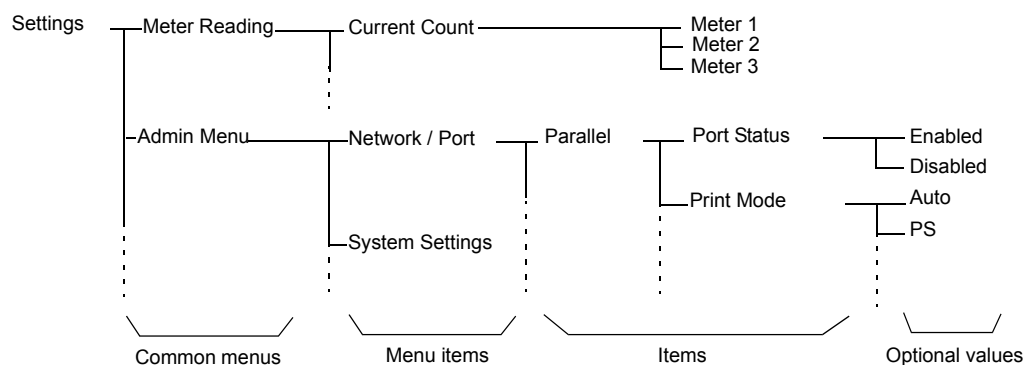 Settings
Meter Reading
Current Count
Meter 1
Meter 2
Meter 3
Admin Menu
Network / Port
Parallel
Port Status
Enabled
Disabled
Print Mode
Auto
PS
System Settings
Common menus
Menu items
Items
Optional values